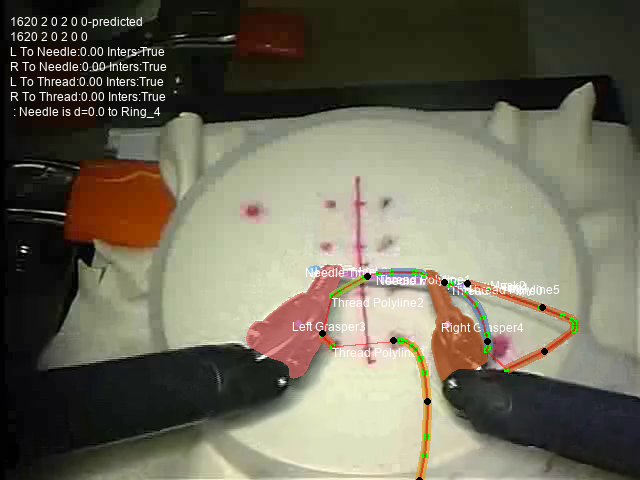 1620 2 0 2 0 0-predicted
1620 2 0 2 0 0
L To Needle:0.00 Inters:True
R To Needle:0.00 Inters:True
L To Thread:0.00 Inters:True
R To Thread:0.00 Inters:True
: Needle is d=0.0 to Ring_4
Needle
Thread Polyline2
Left Grasper3
Right Grasper4
Thread Polyline